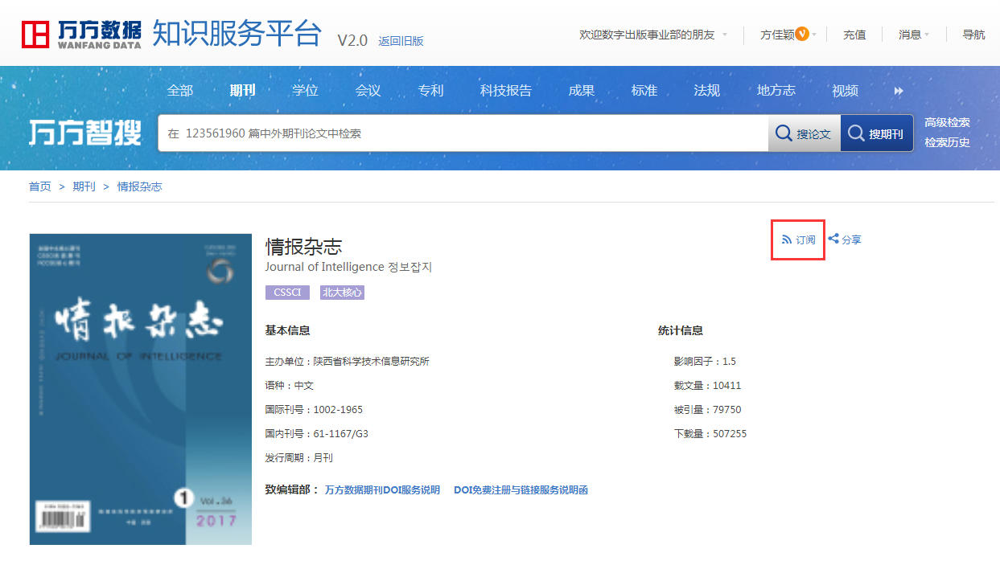 万方数据
WANFANG DATA
知识服务平台 V2.0 返回旧版
欢迎数字出版事业部的朋友 方佳颖 V 充值 消息 导航
全部 期刊 学位 会议 专利 科技报告 成果 标准 法规 地方志 视频
万方智搜 在 123561960 篇中外期刊论文中检索 搜论文 搜期刊 高级检索
检索历史
首页 > 期刊 > 情报杂志
情报杂志
JOURNAL OF INTELLIGENCE
1 Vol.36
2017
情报杂志 订阅 分享
Journal of Intelligence 정보잡지
CSSCI 北大核心
基本信息
主办单位：陕西省科学技术信息研究所
语种：中文
国际刊号：1002-1965
国内刊号：61-1167/G3
发行周期：月刊
统计信息
影响因子：1.5
载文量：10411
被引量：79750
下载量：507255
致编辑部： 万方数据期刊DOI服务说明 DOI免费注册与链接服务说明函